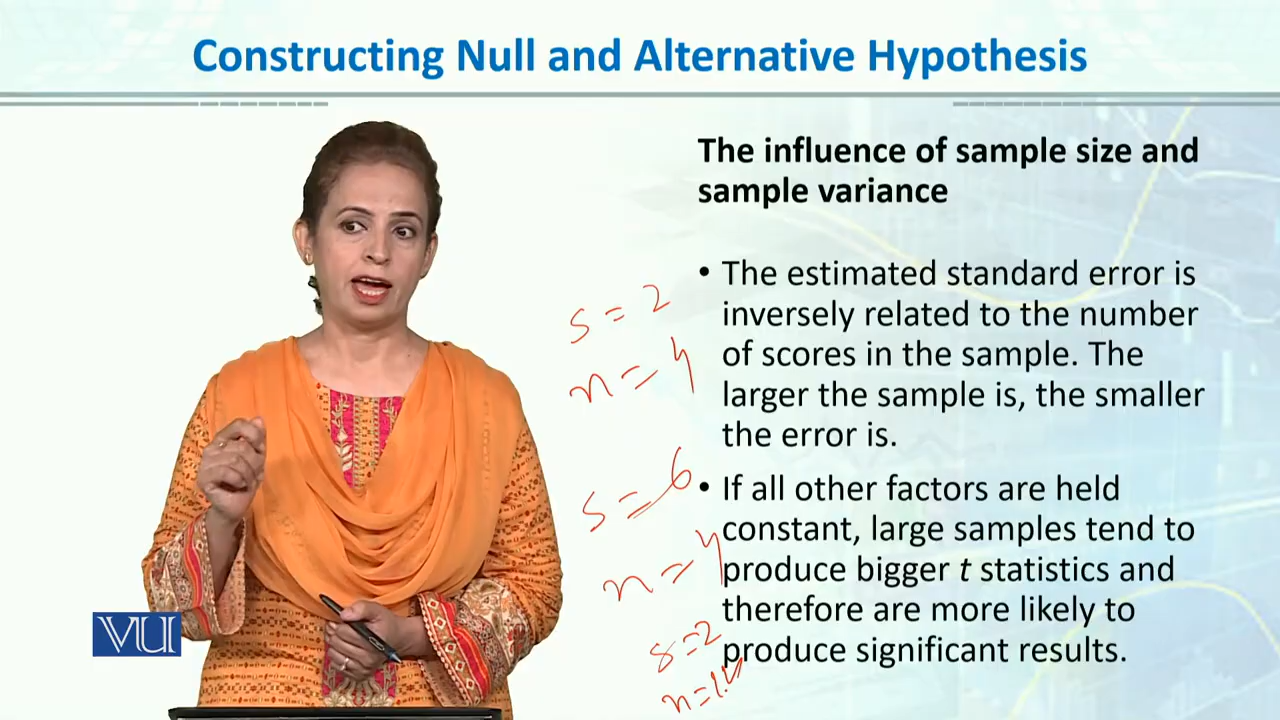 Constructing Null and Alternative Hypothesis
The influence of sample size and
sample variance
• The estimated standard error is
inversely related to the number
of scores in the sample. The
larger the sample is, the smaller
the error is.
• If all other factors are held
constant, large samples tend to
produce bigger t statistics and
therefore are more likely to
produce significant results.
s = 2
n = 4
s = 6
n = 4
s = 2
n =
VU